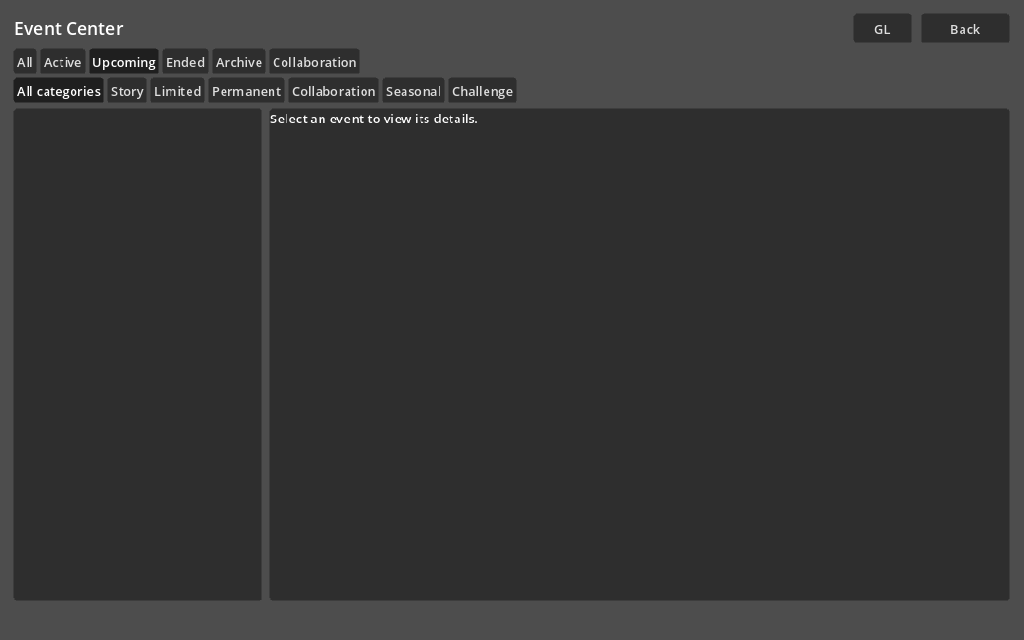 Event Center
GL
Back
All
Active
Upcoming
Ended
Archive
Collaboration
All categories
Story
Limited
Permanent
Collaboration
Seasonal
Challenge
Select an event to view its details.